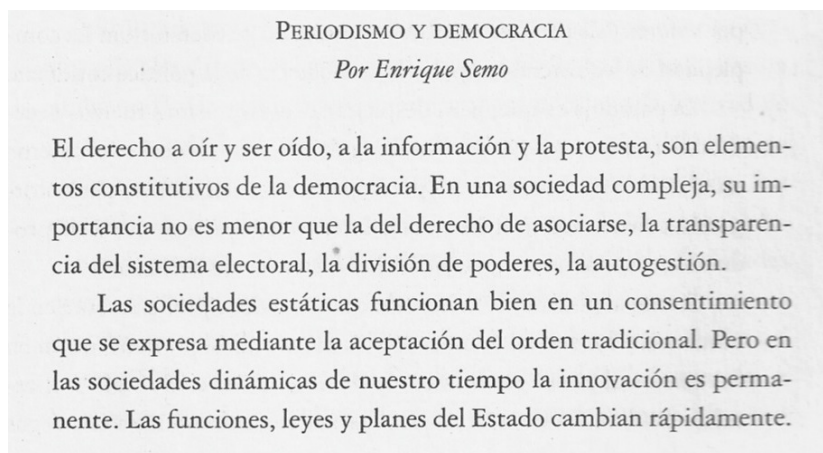 PERIODISMO Y DEMOCRACIA
Por Enrique Semo
El derecho a oír y ser oído, a la información y la protesta, son elemen-
tos constitutivos de la democracia. En una sociedad compleja, su im-
portancia no es menor que la del derecho de asociarse, la transparen-
cia del sistema electoral, la división de poderes, la autogestión.
Las sociedades estáticas funcionan bien en un consentimiento
que se expresa mediante la aceptación del orden tradicional. Pero en
las sociedades dinámicas de nuestro tiempo la innovación es perma-
nente. Las funciones, leyes y planes del Estado cambian rápidamente.